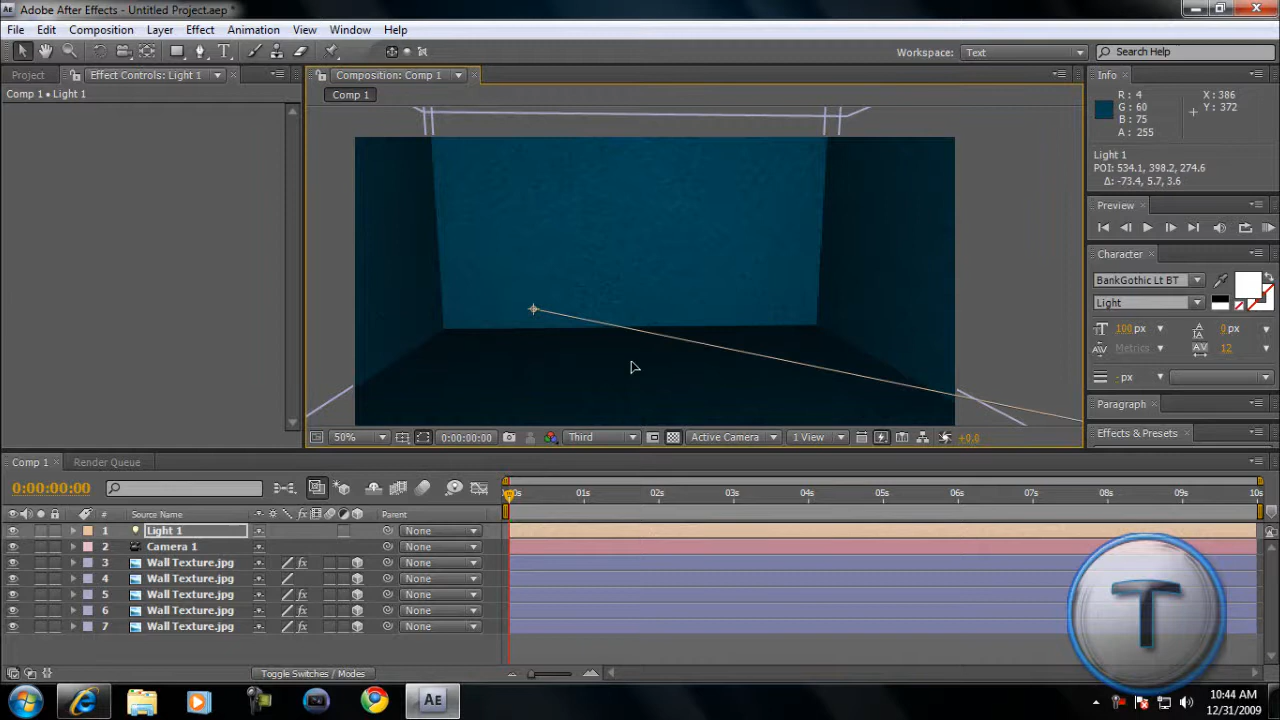 Adobe After Effects - Untitled Project.aep *
File Edit Composition Layer Effect Animation View Window Help
Workspace: Text Search Help
Project Effect Controls: Light 1 Composition: Comp 1 Info
Comp 1 • Light 1
Comp 1
R : 4 X : 386
G : 60 Y : 372
B : 75
A : 255
Light 1
POI: 534.1, 398.2, 274.6
Δ: -73.4, 5.7, 3.6
Preview
Character
BankGothic Lt BT
Light
100 px 0 px
Metrics 12
- px
Paragraph
Effects & Presets
50% 0:00:00:00 Third Active Camera 1 View +0.0
Comp 1 Render Queue
0:00:00:00
00s 01s 02s 03s 04s 05s 06s 07s 08s 09s 10s
# Source Name Parent
1 Light 1 None
2 Camera 1 None
3 Wall Texture.jpg None
4 Wall Texture.jpg None
5 Wall Texture.jpg None
6 Wall Texture.jpg None
7 Wall Texture.jpg None
T
Toggle Switches / Modes
AE
10:44 AM
12/31/2009